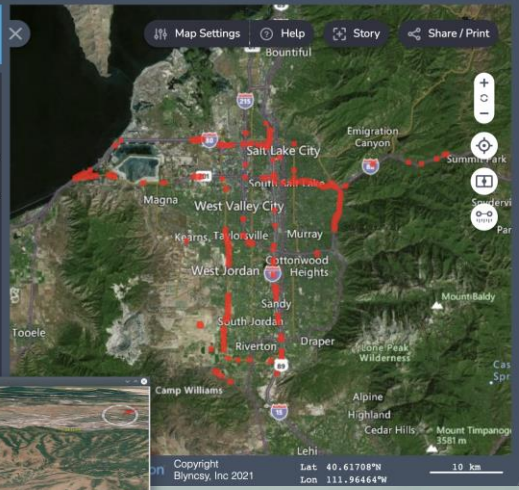 Map Settings
Help
Story
Share / Print
Bountiful
215
80
Emigration
Canyon
Salt Lake City
Summit Park
201
South Salt Lake
Magna
West Valley City
Kearns, Taylorsville
Murray
West Jordan
Cottonwood
Heights
Sandy
Mount Baldy
Tooele
South Jordan
Riverton
Draper
Lone Peak
Wilderness
89
Camp Williams
Alpine
15
Highland
Cedar Hills
Mount Timpanog
3581 m
Lehi
Copyright
Blyncsy, Inc 2021
Lat 40.61708°N
Lon 111.96464°W
10 km